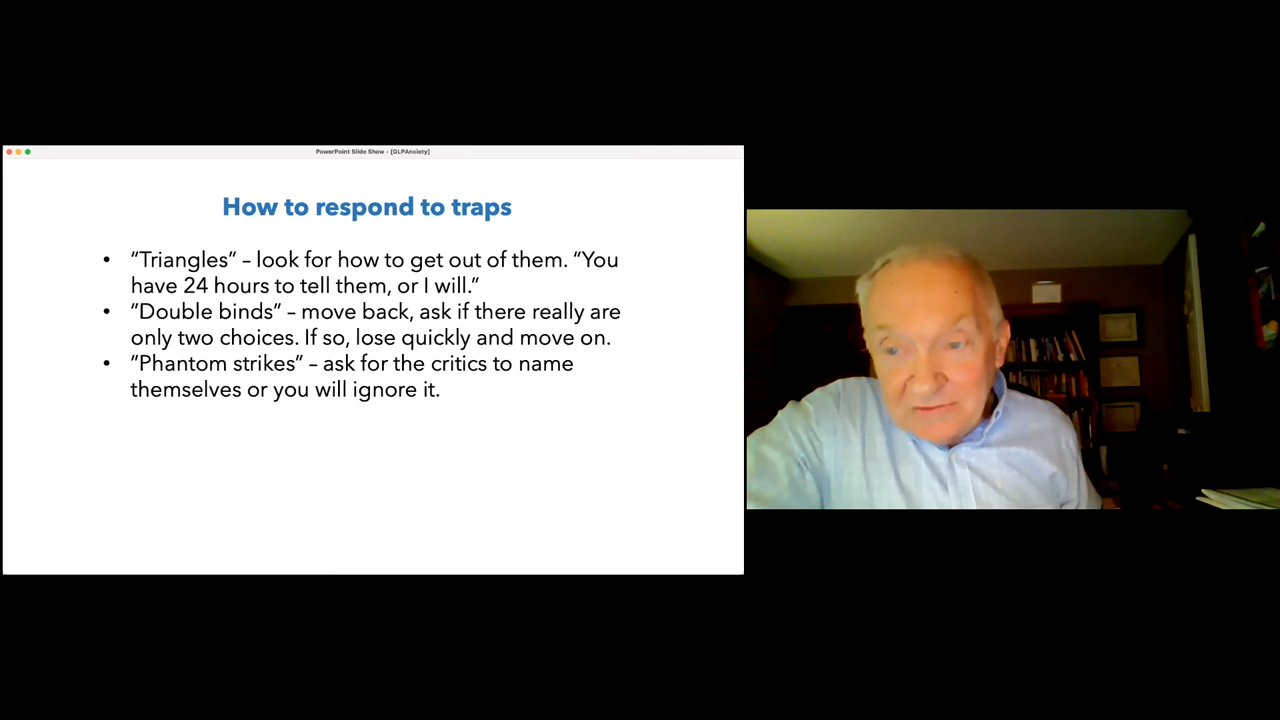 PowerPoint Slide Show – [GLPAnxiety]
How to respond to traps
• “Triangles” – look for how to get out of them. “You
have 24 hours to tell them, or I will.”
• “Double binds” – move back, ask if there really are
only two choices. If so, lose quickly and move on.
• “Phantom strikes” – ask for the critics to name
themselves or you will ignore it.